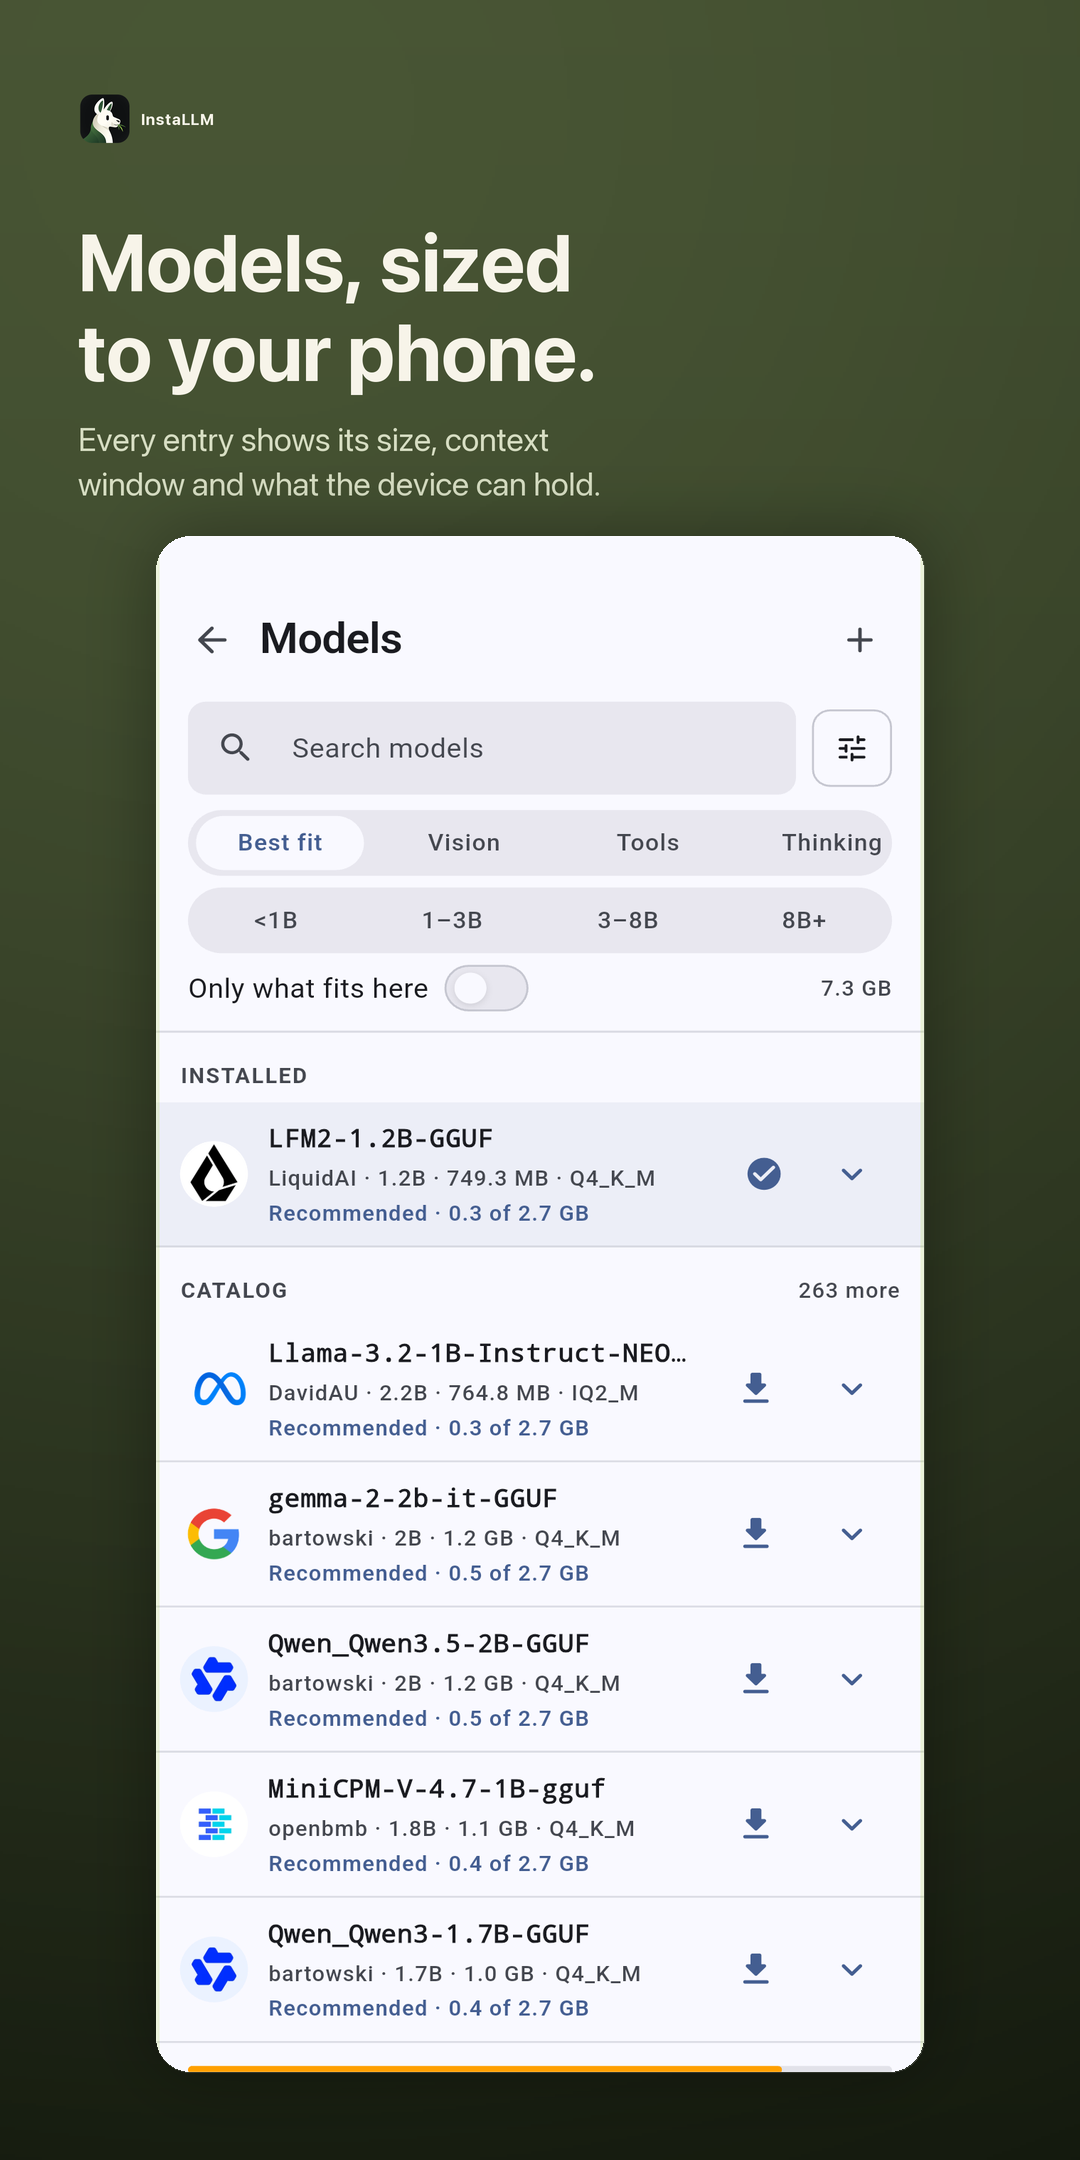 InstaLLM
Models, sized
to your phone.
Every entry shows its size, context
window and what the device can hold.
Models
Search models
Best fit
Vision
Tools
Thinking
<1B
1–3B
3–8B
8B+
Only what fits here
7.3 GB
INSTALLED
LFM2-1.2B-GGUF
LiquidAI · 1.2B · 749.3 MB · Q4_K_M
Recommended · 0.3 of 2.7 GB
CATALOG
263 more
Llama-3.2-1B-Instruct-NEO…
DavidAU · 2.2B · 764.8 MB · IQ2_M
Recommended · 0.3 of 2.7 GB
gemma-2-2b-it-GGUF
bartowski · 2B · 1.2 GB · Q4_K_M
Recommended · 0.5 of 2.7 GB
Qwen_Qwen3.5-2B-GGUF
bartowski · 2B · 1.2 GB · Q4_K_M
Recommended · 0.5 of 2.7 GB
MiniCPM-V-4.7-1B-gguf
openbmb · 1.8B · 1.1 GB · Q4_K_M
Recommended · 0.4 of 2.7 GB
Qwen_Qwen3-1.7B-GGUF
bartowski · 1.7B · 1.0 GB · Q4_K_M
Recommended · 0.4 of 2.7 GB